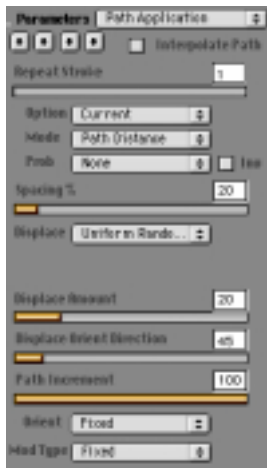 Parameters Path Application
Interpolate Path
Repeat Stroke 1
Option Current
Mode Path Distance
Prob None Inv
Spacing % 20
Displace Uniform Rando...
Displace Amount 20
Displace Orient Direction 45
Path Increment 100
Orient Fixed
Mod Type Fixed